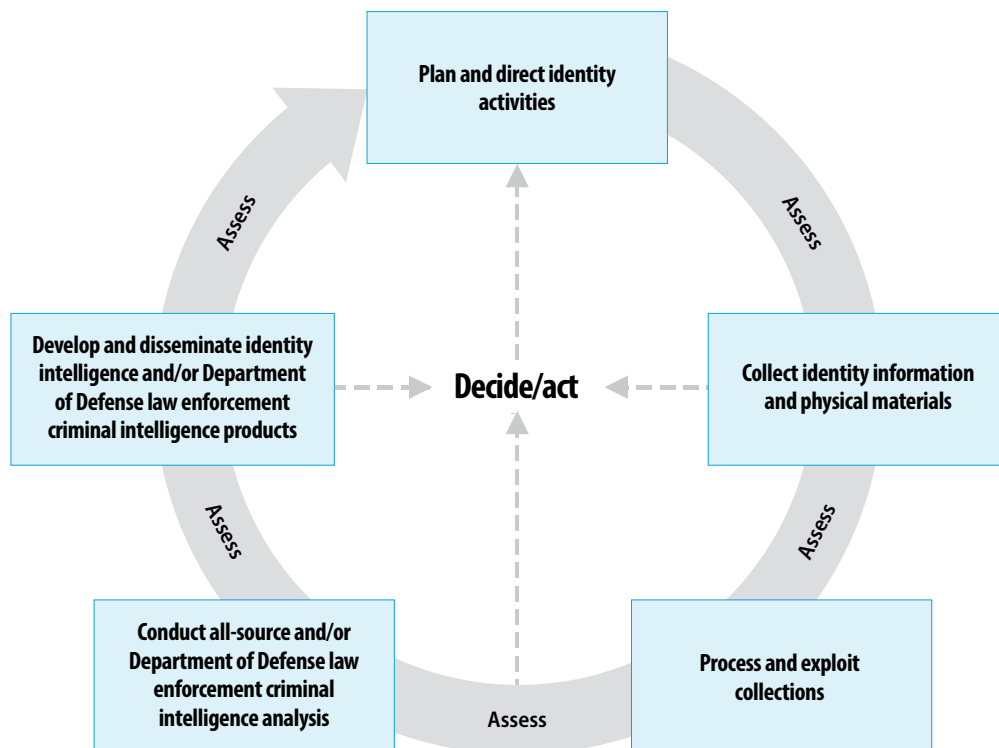 Plan and direct identity
activities
Assess
Assess
Develop and disseminate identity
intelligence and/or Department
of Defense law enforcement
criminal intelligence products
Decide/act
Collect identity information
and physical materials
Assess
Assess
Conduct all-source and/or
Department of Defense law
enforcement criminal
intelligence analysis
Process and exploit
collections
Assess